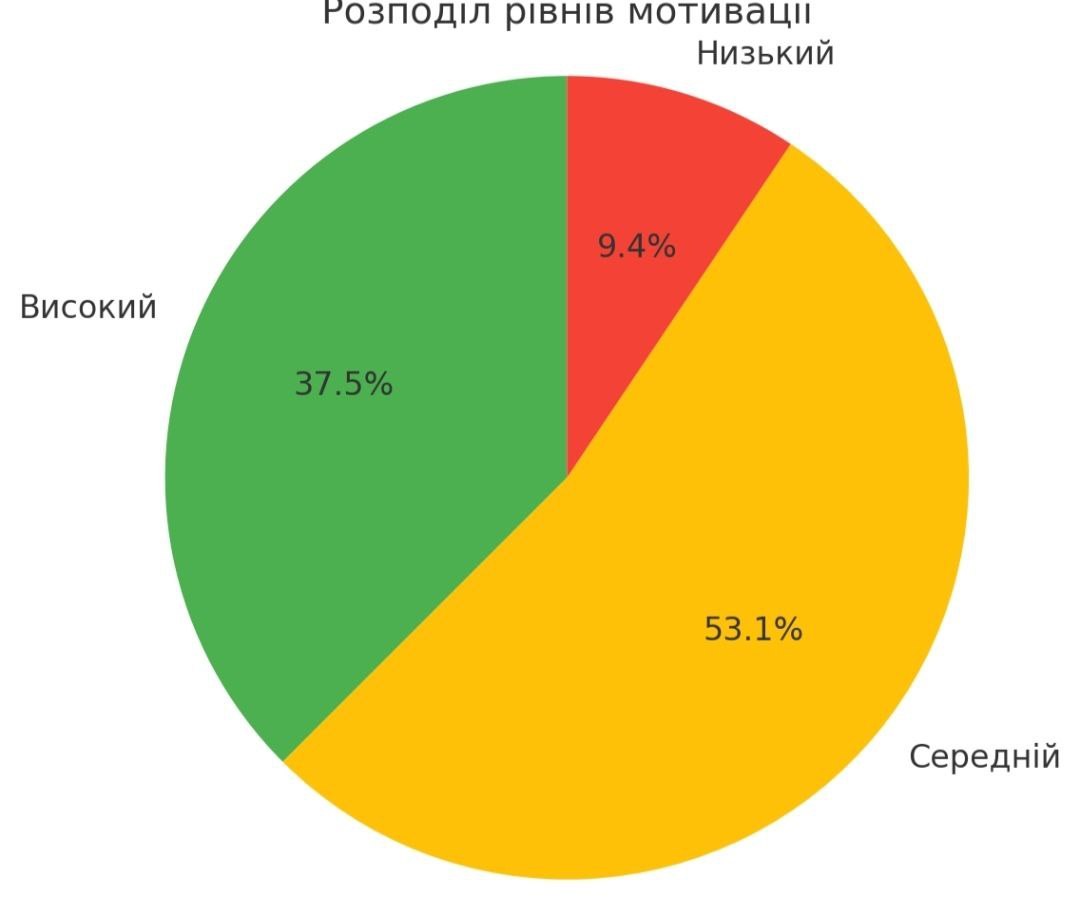 Розподіл рівнів мотивації
Низький
9.4%
Високий
37.5%
53.1%
Середній